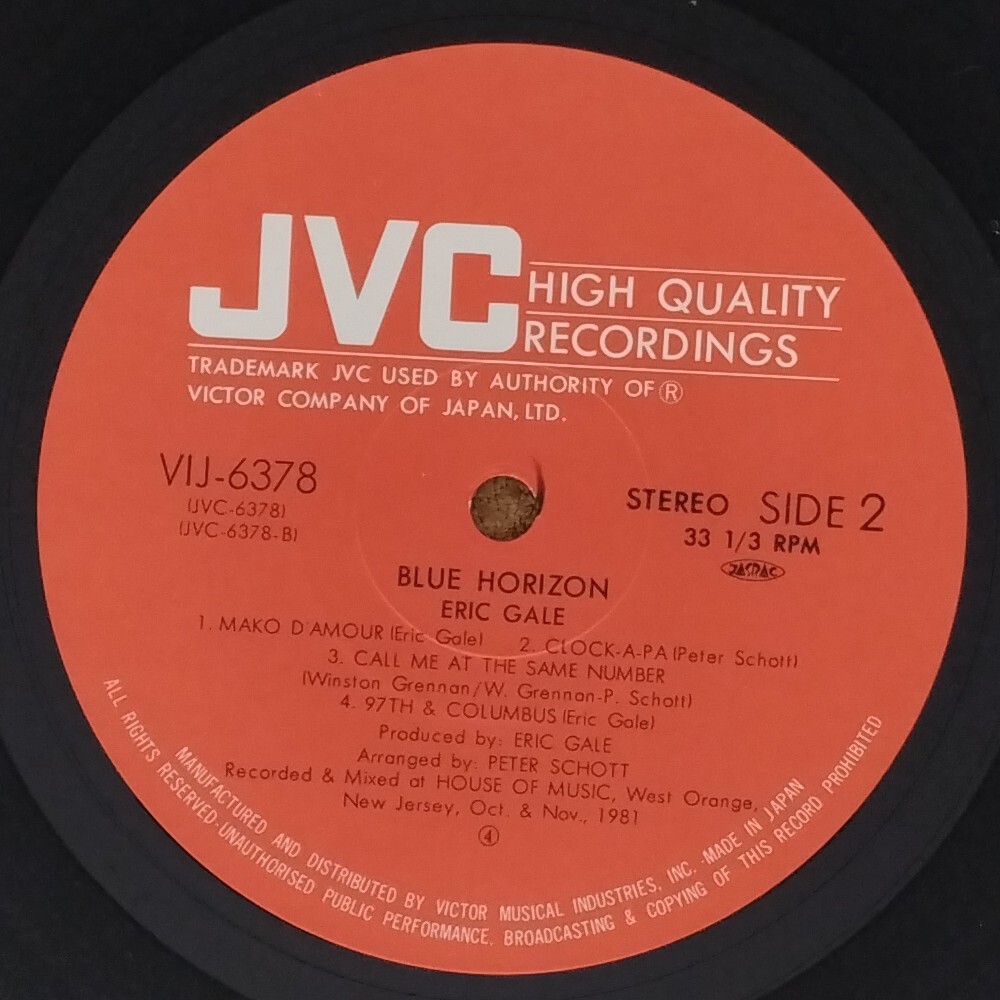 JVC
HIGH QUALITY
RECORDINGS
TRADEMARK JVC USED BY AUTHORITY OF ®
VICTOR COMPANY OF JAPAN, LTD.
VIJ-6378
(JVC-6378)
(JVC-6378-B)
STEREO SIDE 2
33 1/3 RPM
JASRAC
BLUE HORIZON
ERIC GALE
1. MAKO D'AMOUR (Eric Gale) 2. CLOCK-A-PA (Peter Schott)
3. CALL ME AT THE SAME NUMBER
(Winston Grennan/W. Grennan-P. Schott)
4. 97TH & COLUMBUS (Eric Gale)
Produced by: ERIC GALE
Arranged by: PETER SCHOTT
Recorded & Mixed at HOUSE OF MUSIC, West Orange,
New Jersey, Oct. & Nov., 1981
④
MANUFACTURED AND DISTRIBUTED BY VICTOR MUSICAL INDUSTRIES, INC. - MADE IN JAPAN
ALL RIGHTS RESERVED-UNAUTHORISED PUBLIC PERFORMANCE, BROADCASTING & COPYING OF THIS RECORD PROHIBITED